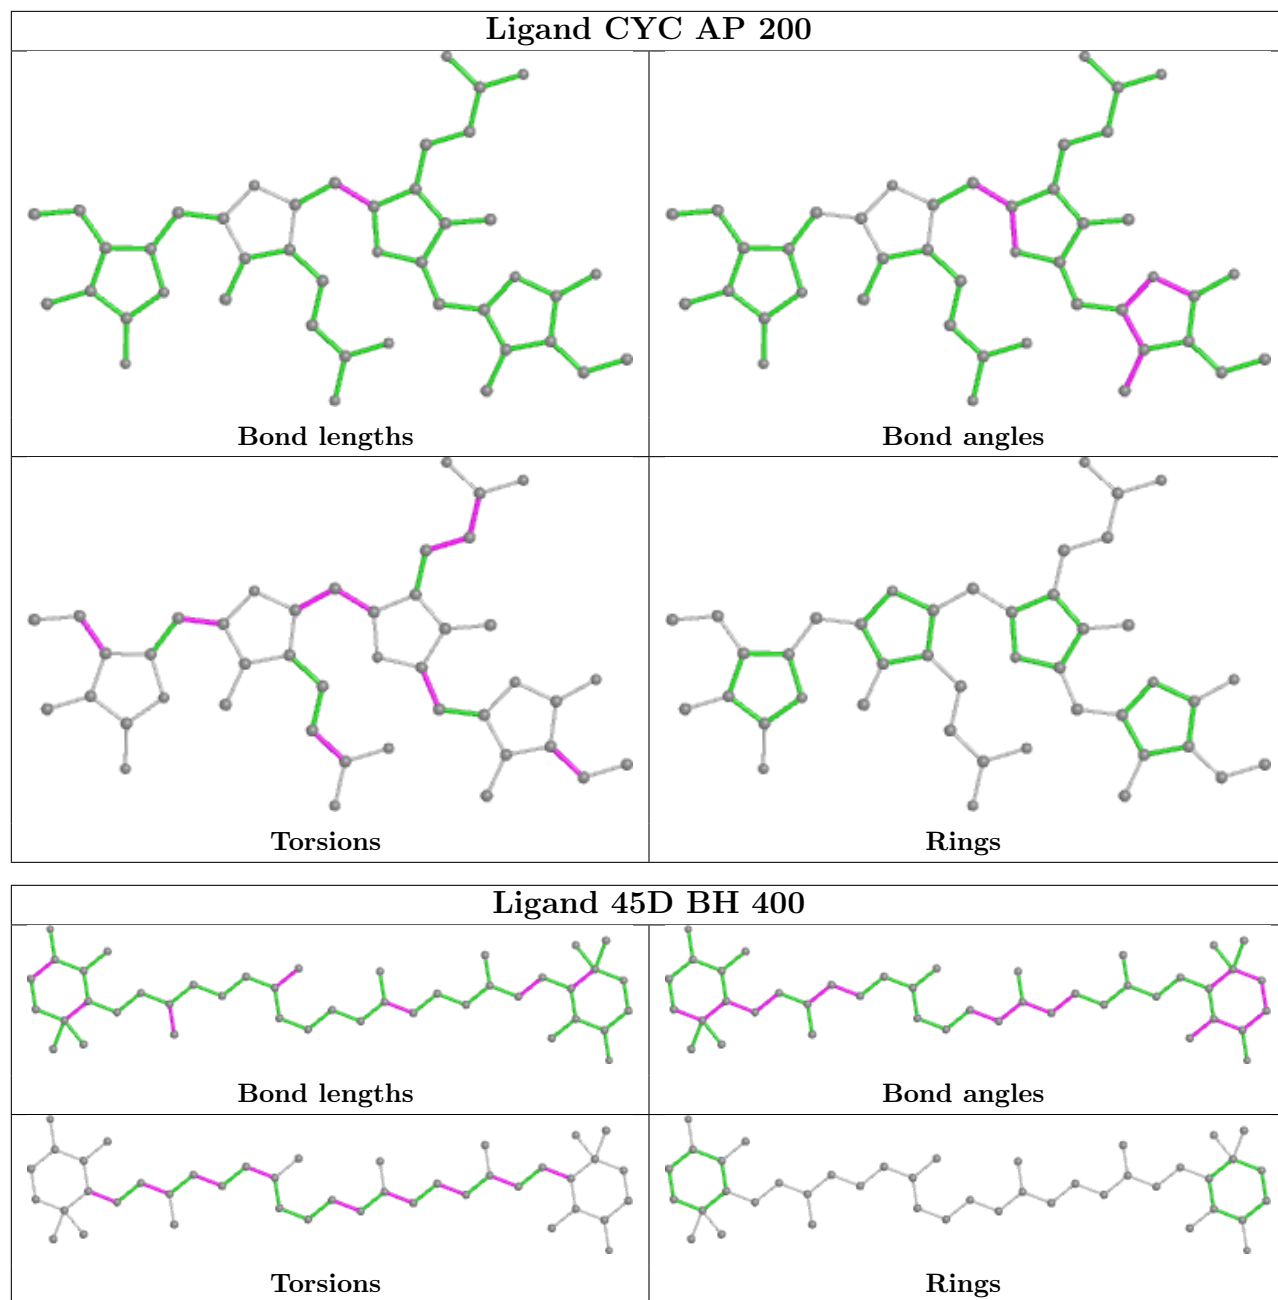 Ligand CYC AP 200
Bond lengths
Bond angles
Torsions
Rings
Ligand 45D BH 400
Bond lengths
Bond angles
Torsions
Rings